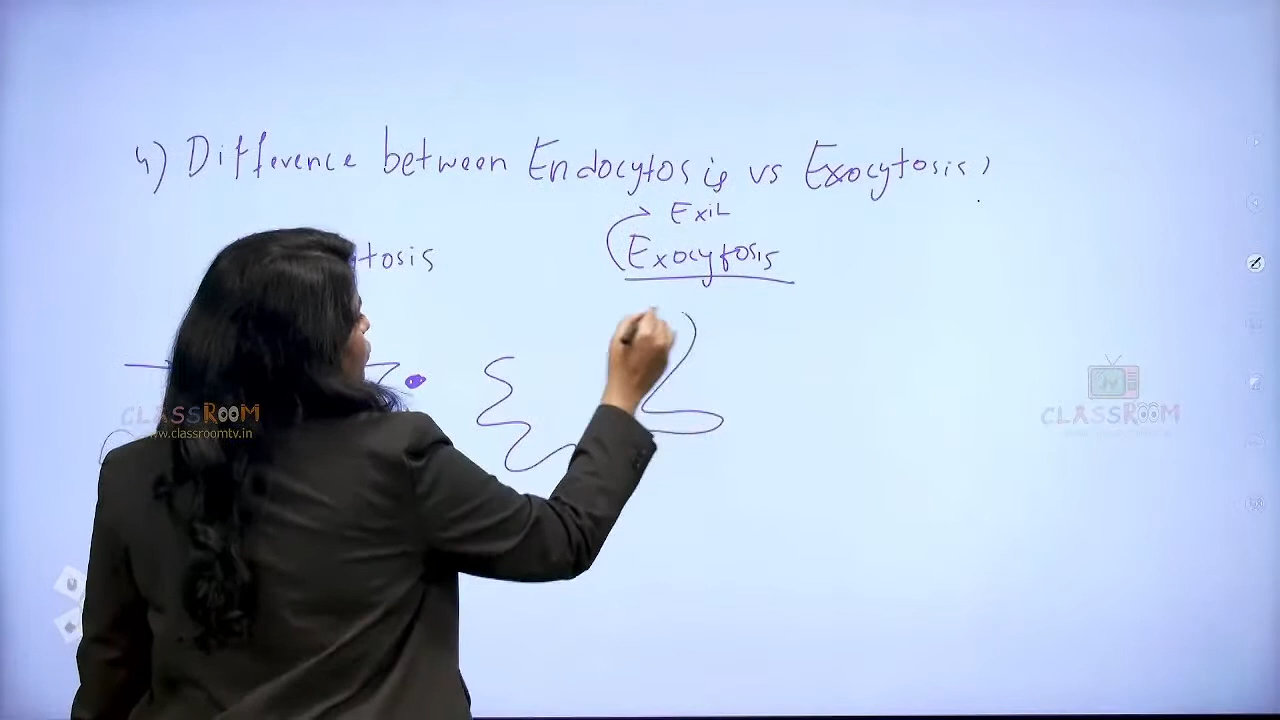 4) Difference between Endocytosis vs Exocytosis?
Exit
tosis
Exocytosis
CLASSROOM
www.classroomtv.in
CLASSROOM